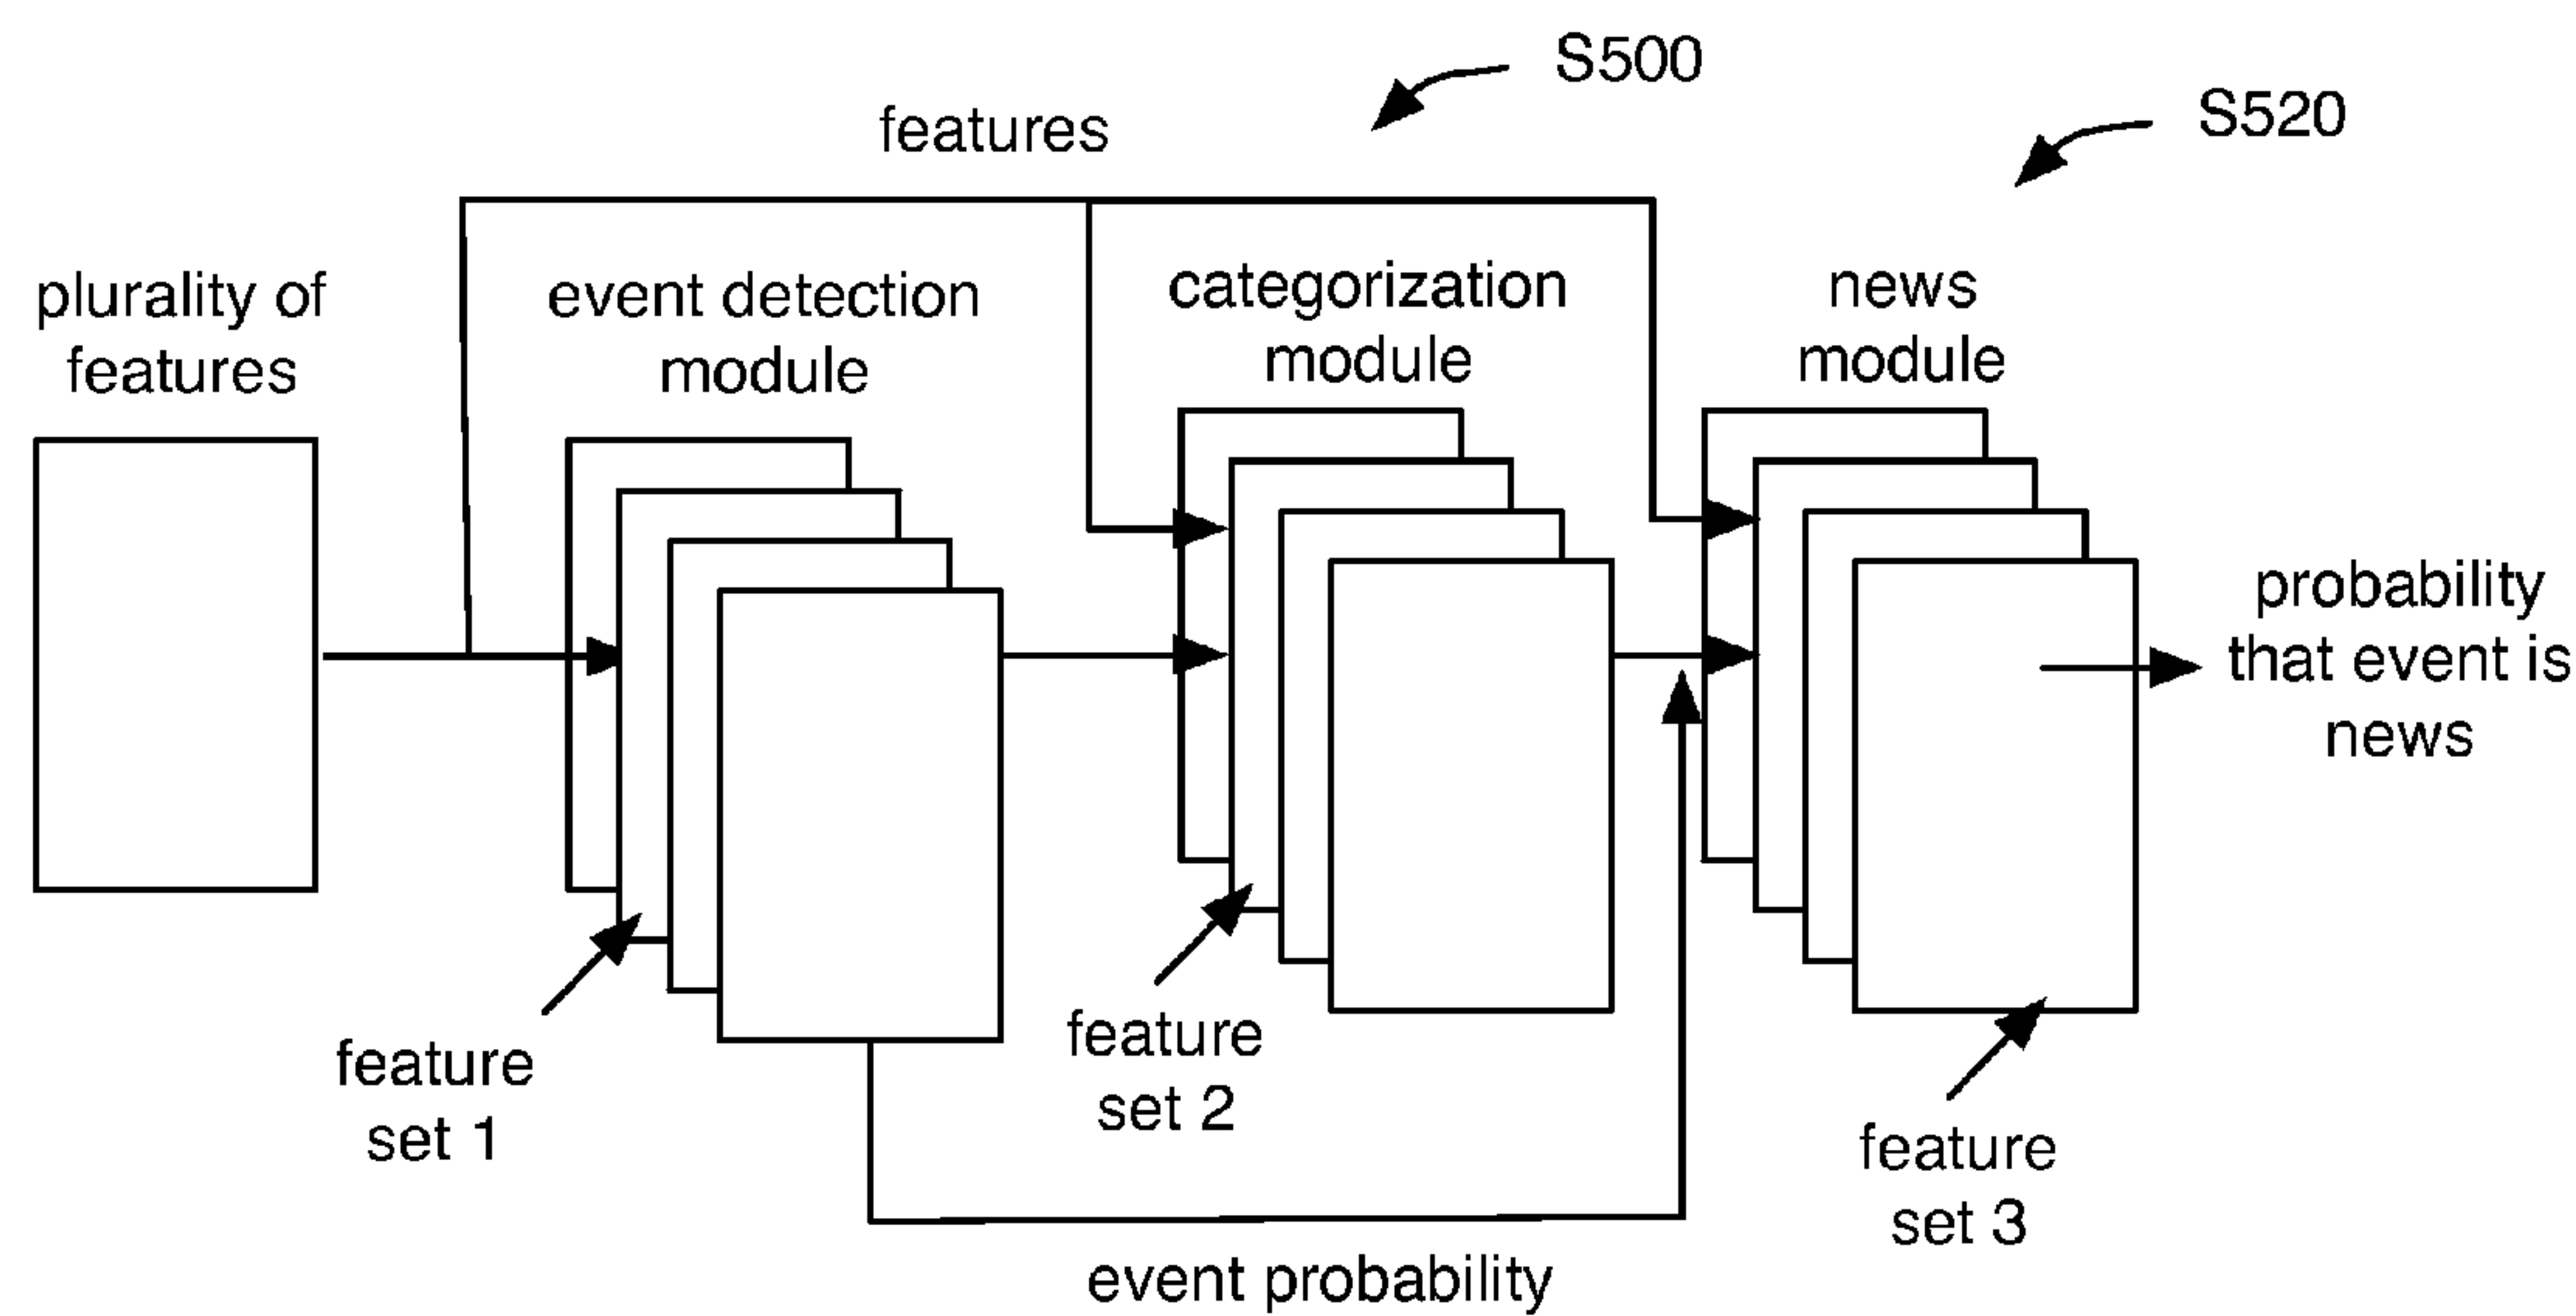 S500
S520
features
plurality of
features
event detection
module
categorization
module
news
module
probability
that event is
news
feature
set 1
feature
set 2
feature
set 3
event probability